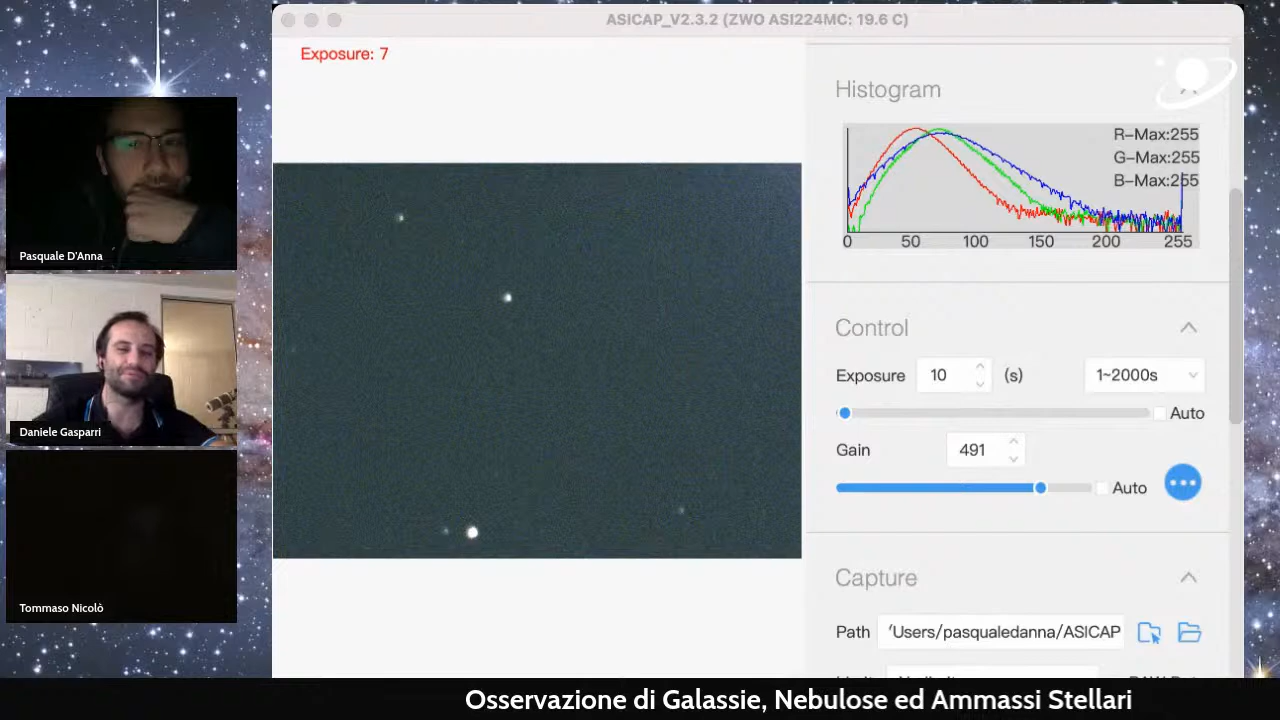 ASICAP_V2.3.2 (ZWO ASI224MC: 19.6 C)
Exposure: 7
Histogram
R-Max:255
G-Max:255
B-Max:255
0 50 100 150 200 255
Control
Exposure 10 (s) 1~2000s
Auto
Gain 491
Auto
Capture
Path 'Users/pasqualedanna/ASICAP
Pasquale D'Anna
Daniele Gasparri
Tommaso Nicolò
Osservazione di Galassie, Nebulose ed Ammassi Stellari